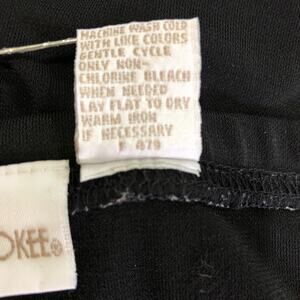 MACHINE WASH COLD
WITH LIKE COLORS
GENTLE CYCLE
ONLY NON-
CHLORINE BLEACH
WHEN NEEDED
LAY FLAT TO DRY
WARM IRON
IF NECESSARY
OKEE®